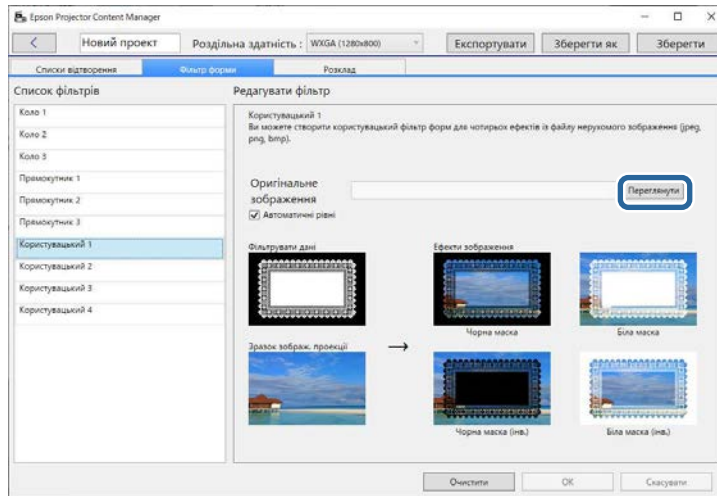 Epson Projector Content Manager
Новий проект Роздільна здатність : WXGA (1280x800) Експортувати Зберегти як Зберегти
Списки відтворення Фільтр форми Розклад
Список фільтрів
Коло 1
Коло 2
Коло 3
Прямокутник 1
Прямокутник 2
Прямокутник 3
Користувацький 1
Користувацький 2
Користувацький 3
Користувацький 4
Редагувати фільтр
Користувацький 1
Ви можете створити користувацький фільтр форм для чотирьох ефектів із файлу нерухомого зображення (jpeg,
png, bmp).
Оригінальне
зображення
Переглянути
Автоматичні рівні
Фільтрувати дані
Ефекти зображення
Чорна маска
Біла маска
Зразок зображ. проекції
Чорна маска (інв.)
Біла маска (інв.)
Очистити OK Скасувати